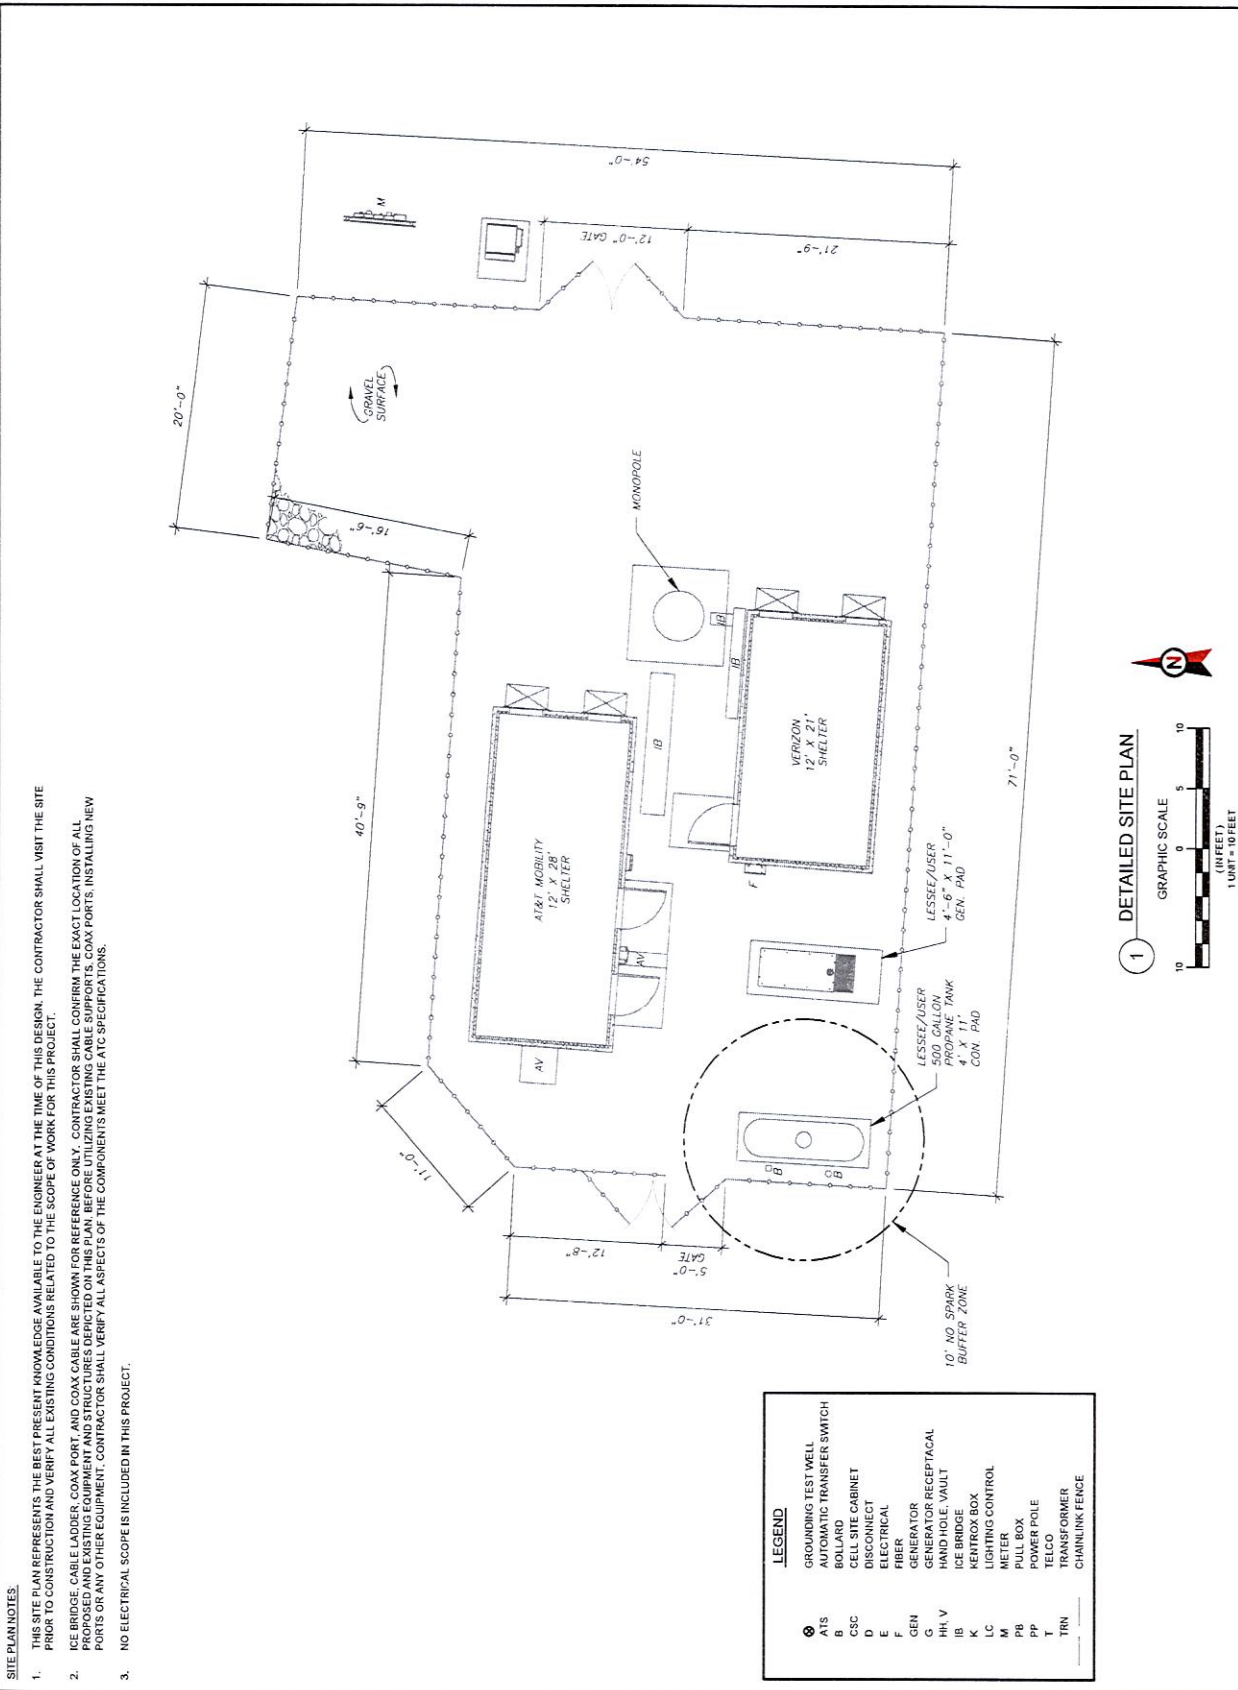 SITE PLAN NOTES:
1. THIS SITE PLAN REPRESENTS THE BEST PRESENT KNOWLEDGE AVAILABLE TO THE ENGINEER AT THE TIME OF THIS DESIGN. THE CONTRACTOR SHALL VISIT THE SITE
PRIOR TO CONSTRUCTION AND VERIFY ALL EXISTING CONDITIONS RELATED TO THE SCOPE OF WORK FOR THIS PROJECT.
2. ICE BRIDGE, CABLE LADDER, COAX PORT, AND COAX CABLE ARE SHOWN FOR REFERENCE ONLY. CONTRACTOR SHALL CONFIRM THE EXACT LOCATION OF ALL
PROPOSED AND EXISTING EQUIPMENT AND STRUCTURES DEPICTED ON THIS PLAN. BEFORE UTILIZING EXISTING CABLE SUPPORTS, COAX PORTS, INSTALLING NEW
PORTS OR ANY OTHER EQUIPMENT, CONTRACTOR SHALL VERIFY ALL ASPECTS OF THE COMPONENTS MEET THE ATC SPECIFICATIONS.
3. NO ELECTRICAL SCOPE IS INCLUDED IN THIS PROJECT.
20'-0"
54'-0"
M
12'-0" GATE
21'-9"
GRAVEL
SURFACE
16'-6"
40'-9"
MONOPOLE
IB
IB
IB
AT&T MOBILITY
12' X 28'
SHELTER
VERIZON
12' X 21'
SHELTER
AV
AV
F
11'-0"
LESSEE/USER
4'-6" X 11'-0"
GEN. PAD
LESSEE/USER
500 GALLON
PROPANE TANK
4' X 11'
CON. PAD
71'-0"
B
B
12'-8"
5'-0"
GATE
31'-0"
10' NO SPARK
BUFFER ZONE
LEGEND
⊗ GROUNDING TEST WELL
ATS AUTOMATIC TRANSFER SWITCH
B BOLLARD
CSC CELL SITE CABINET
D DISCONNECT
E ELECTRICAL
F FIBER
GEN GENERATOR
G GENERATOR RECEPTACAL
HH, V HAND HOLE, VAULT
IB ICE BRIDGE
K KENTROX BOX
LC LIGHTING CONTROL
M METER
PB PULL BOX
PP POWER POLE
T TELCO
TRN TRANSFORMER
CHAINLINK FENCE
1 DETAILED SITE PLAN
GRAPHIC SCALE
10 0 5 10
(IN FEET)
1 UNIT = 10 FEET
N